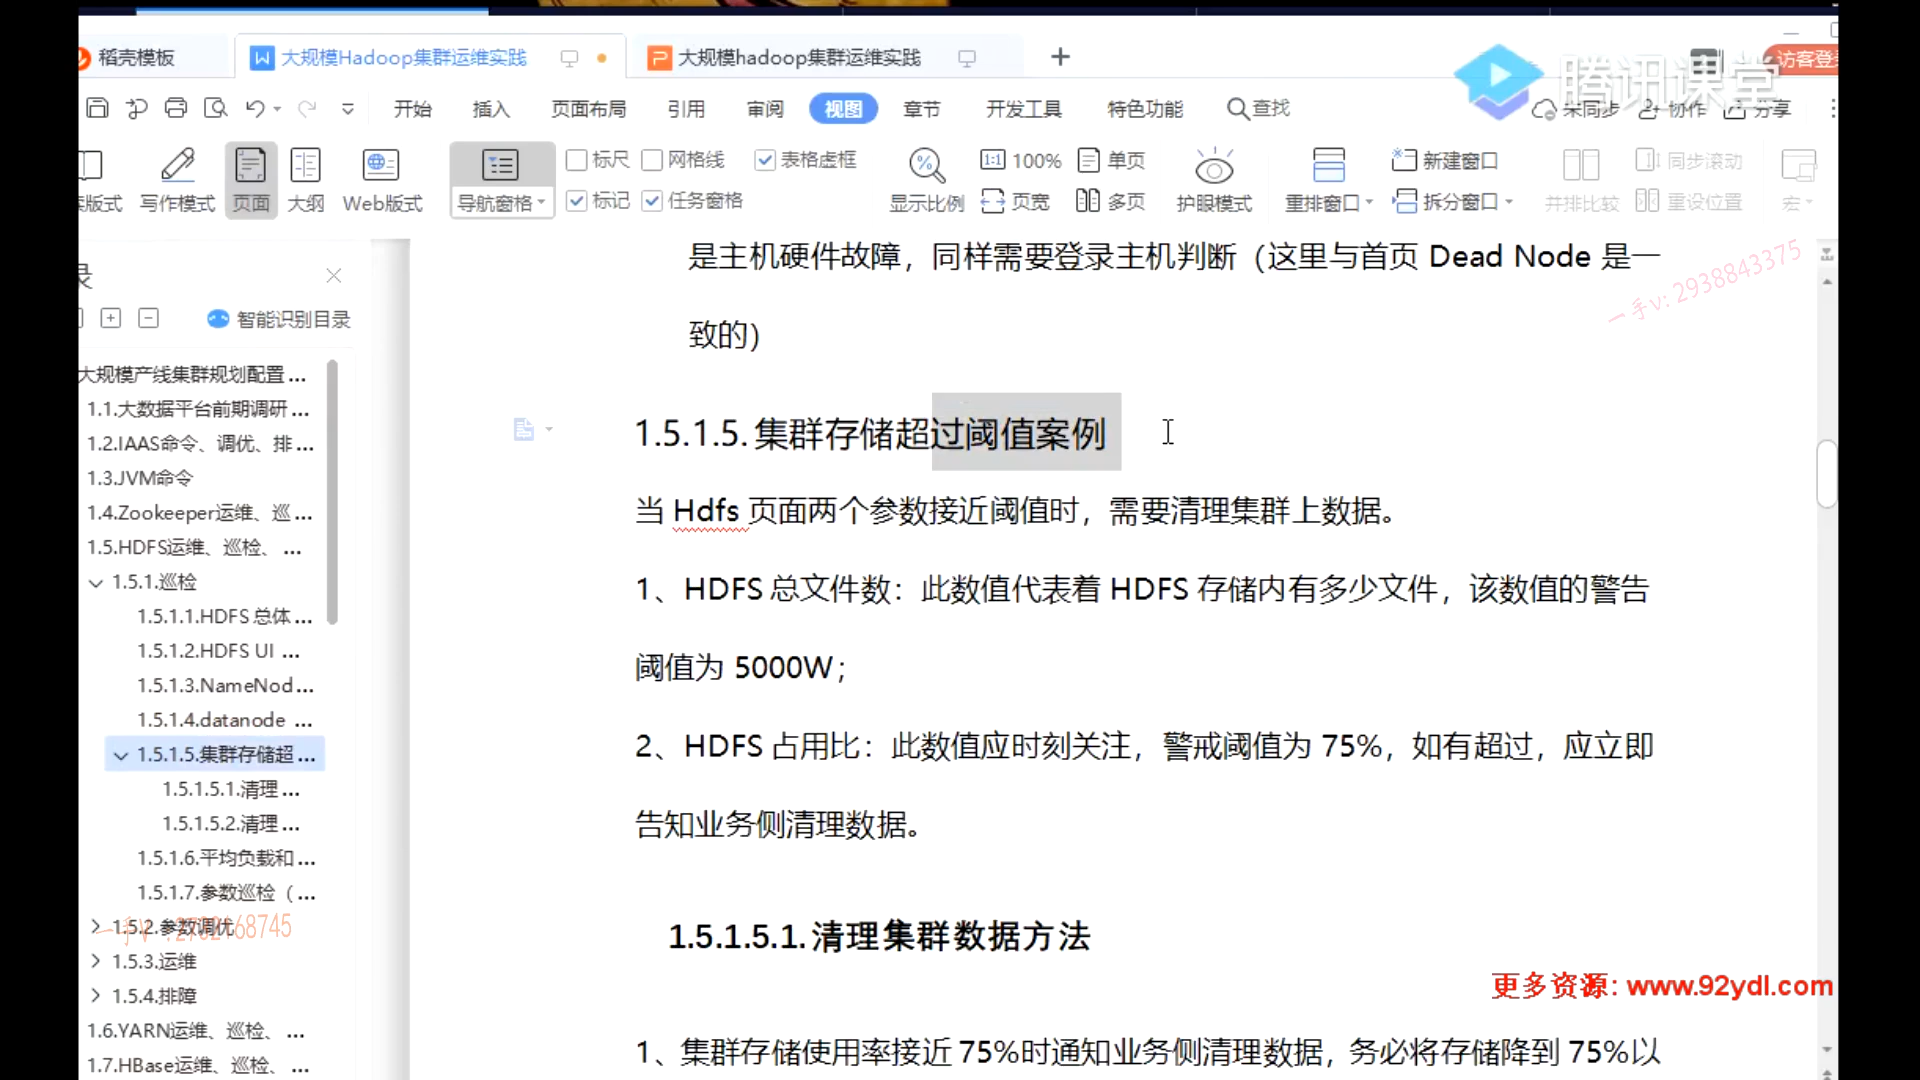 稻壳模板
大规模Hadoop集群运维实践
大规模hadoop集群运维实践
腾讯课堂
访客登
开始
插入
页面布局
引用
审阅
视图
章节
开发工具
特色功能
查找
未同步
协作
分享
版式
写作模式
页面
大纲
Web版式
导航窗格
标尺
网格线
表格虚框
标记
任务窗格
显示比例
1:1 100%
单页
页宽
多页
护眼模式
重排窗口
新建窗口
拆分窗口
并排比较
同步滚动
重设位置
宏
录
智能识别目录
大规模产线集群规划配置 ...
1.1.大数据平台前期调研 ...
1.2.IAAS命令、调优、排 ...
1.3.JVM命令
1.4.Zookeeper运维、巡 ...
1.5.HDFS运维、巡检、 ...
1.5.1.巡检
1.5.1.1.HDFS 总体 ...
1.5.1.2.HDFS UI ...
1.5.1.3.NameNod ...
1.5.1.4.datanode ...
1.5.1.5.集群存储超 ...
1.5.1.5.1.清理 ...
1.5.1.5.2.清理 ...
1.5.1.6.平均负载和 ...
1.5.1.7.参数巡检（ ...
1.5.2.参数调优
1.5.3.运维
1.5.4.排障
1.6.YARN运维、巡检、 ...
1.7.HBase运维、巡检、 ...
是主机硬件故障，同样需要登录主机判断（这里与首页 Dead Node 是一
致的）
一手v: 2938843375
1.5.1.5. 集群存储超过阈值案例
当 Hdfs 页面两个参数接近阈值时，需要清理集群上数据。
1、HDFS 总文件数：此数值代表着 HDFS 存储内有多少文件，该数值的警告
阈值为 5000W；
2、HDFS 占用比：此数值应时刻关注，警戒阈值为 75%，如有超过，应立即
告知业务侧清理数据。
1.5.1.5.1. 清理集群数据方法
1、集群存储使用率接近 75%时通知业务侧清理数据，务必将存储降到 75%以
更多资源: www.92ydl.com